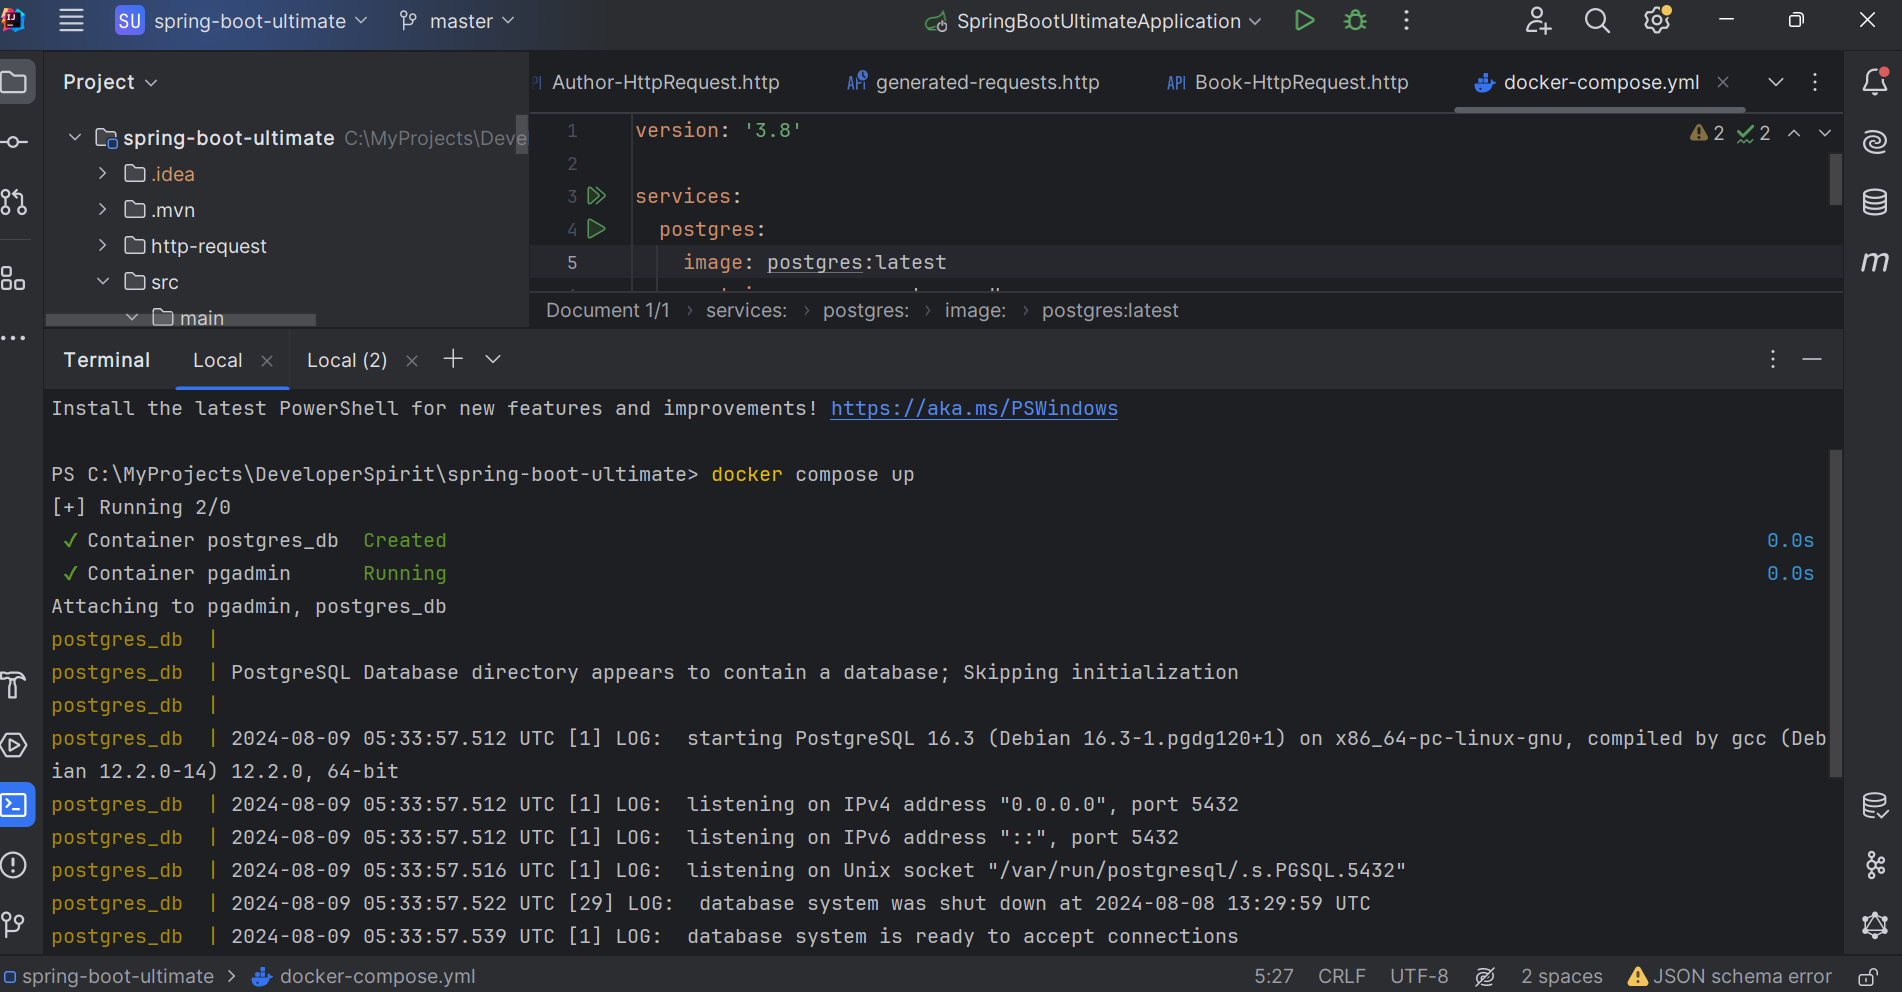 SU spring-boot-ultimate master SpringBootUltimateApplication
Project
Author-HttpRequest.http API generated-requests.http API Book-HttpRequest.http docker-compose.yml
spring-boot-ultimate C:\MyProjects\Deve
.idea
.mvn
http-request
src
main
1 version: '3.8'
2
3 services:
4 postgres:
5 image: postgres:latest
2 2
Document 1/1 › services: › postgres: › image: › postgres:latest
Terminal Local Local (2)
Install the latest PowerShell for new features and improvements! https://aka.ms/PSWindows
PS C:\MyProjects\DeveloperSpirit\spring-boot-ultimate> docker compose up
[+] Running 2/0
✓ Container postgres_db Created 0.0s
✓ Container pgadmin Running 0.0s
Attaching to pgadmin, postgres_db
postgres_db |
postgres_db | PostgreSQL Database directory appears to contain a database; Skipping initialization
postgres_db |
postgres_db | 2024-08-09 05:33:57.512 UTC [1] LOG: starting PostgreSQL 16.3 (Debian 16.3-1.pgdg120+1) on x86_64-pc-linux-gnu, compiled by gcc (Deb
ian 12.2.0-14) 12.2.0, 64-bit
postgres_db | 2024-08-09 05:33:57.512 UTC [1] LOG: listening on IPv4 address "0.0.0.0", port 5432
postgres_db | 2024-08-09 05:33:57.512 UTC [1] LOG: listening on IPv6 address "::", port 5432
postgres_db | 2024-08-09 05:33:57.516 UTC [1] LOG: listening on Unix socket "/var/run/postgresql/.s.PGSQL.5432"
postgres_db | 2024-08-09 05:33:57.522 UTC [29] LOG: database system was shut down at 2024-08-08 13:29:59 UTC
postgres_db | 2024-08-09 05:33:57.539 UTC [1] LOG: database system is ready to accept connections
spring-boot-ultimate > docker-compose.yml 5:27 CRLF UTF-8 2 spaces JSON schema error